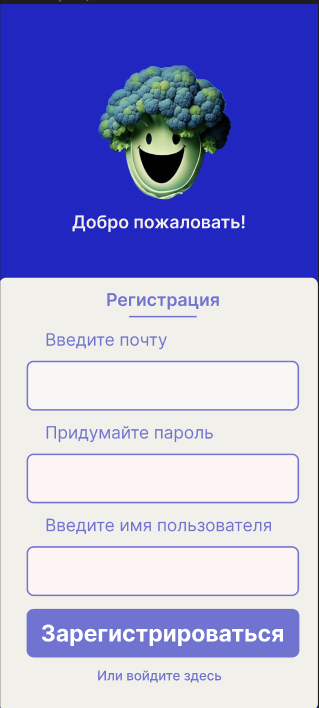 Добро пожаловать!
Регистрация
Введите почту
Придумайте пароль
Введите имя пользователя
Зарегистрироваться
Или войдите здесь